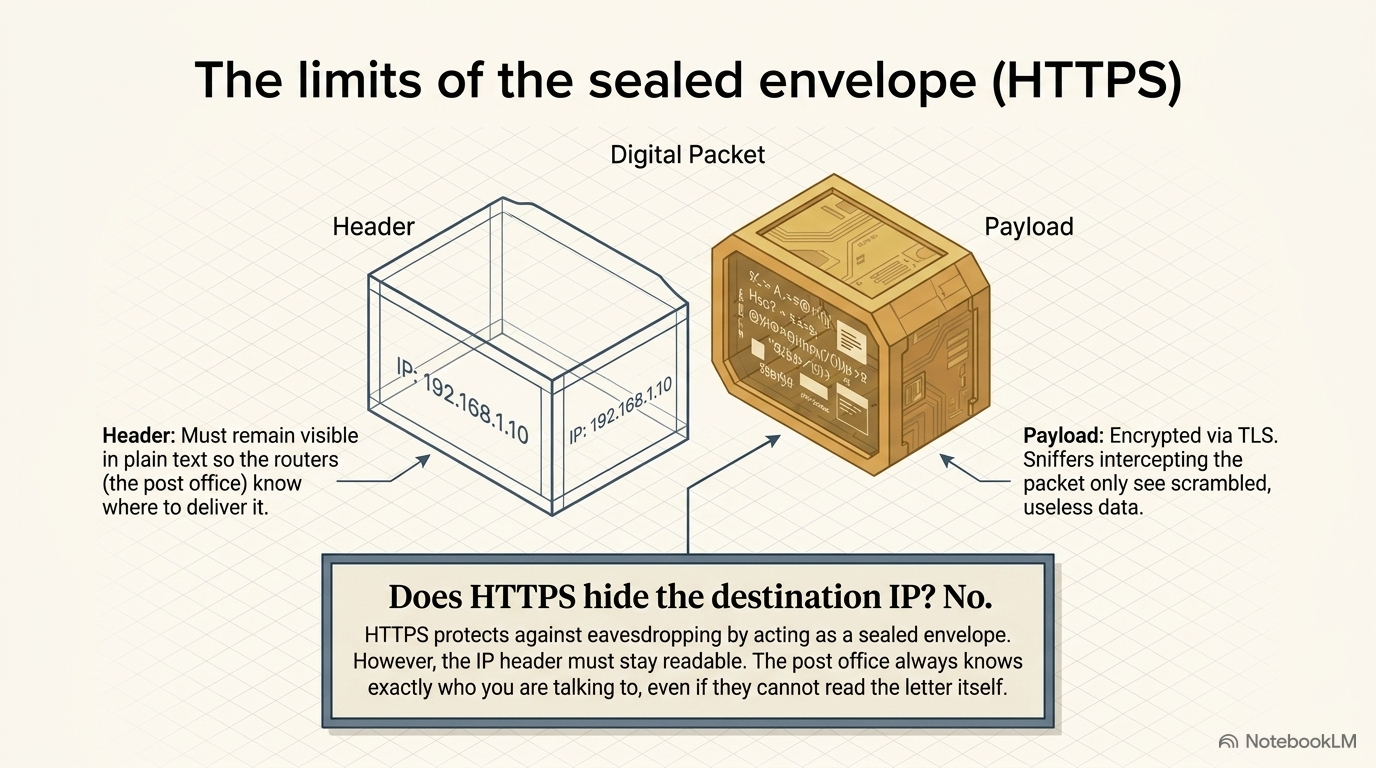 The limits of the sealed envelope (HTTPS)
Digital Packet
Header
Payload
IP: 192.168.1.10
IP: 192.168.1.10
Header: Must remain visible
in plain text so the routers
(the post office) know
where to deliver it.
Payload: Encrypted via TLS.
Sniffers intercepting the
packet only see scrambled,
useless data.
Does HTTPS hide the destination IP? No.
HTTPS protects against eavesdropping by acting as a sealed envelope.
However, the IP header must stay readable. The post office always knows
exactly who you are talking to, even if they cannot read the letter itself.
NotebookLM